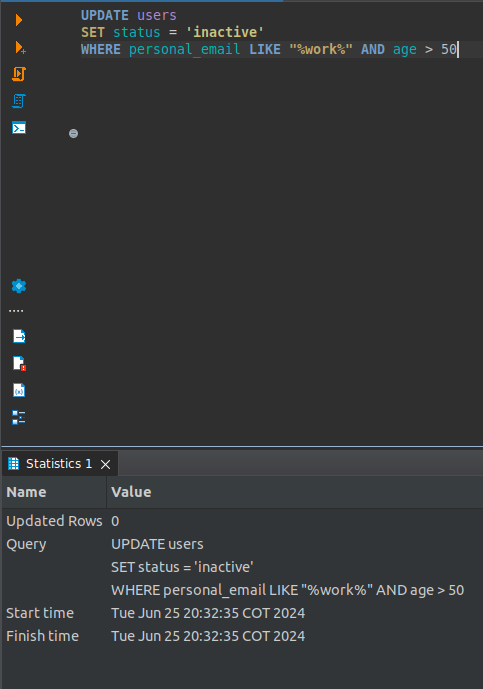 UPDATE users
SET status = 'inactive'
WHERE personal_email LIKE "%work%" AND age > 50
Statistics 1
Name Value
Updated Rows 0
Query UPDATE users
SET status = 'inactive'
WHERE personal_email LIKE "%work%" AND age > 50
Start time Tue Jun 25 20:32:35 COT 2024
Finish time Tue Jun 25 20:32:35 COT 2024